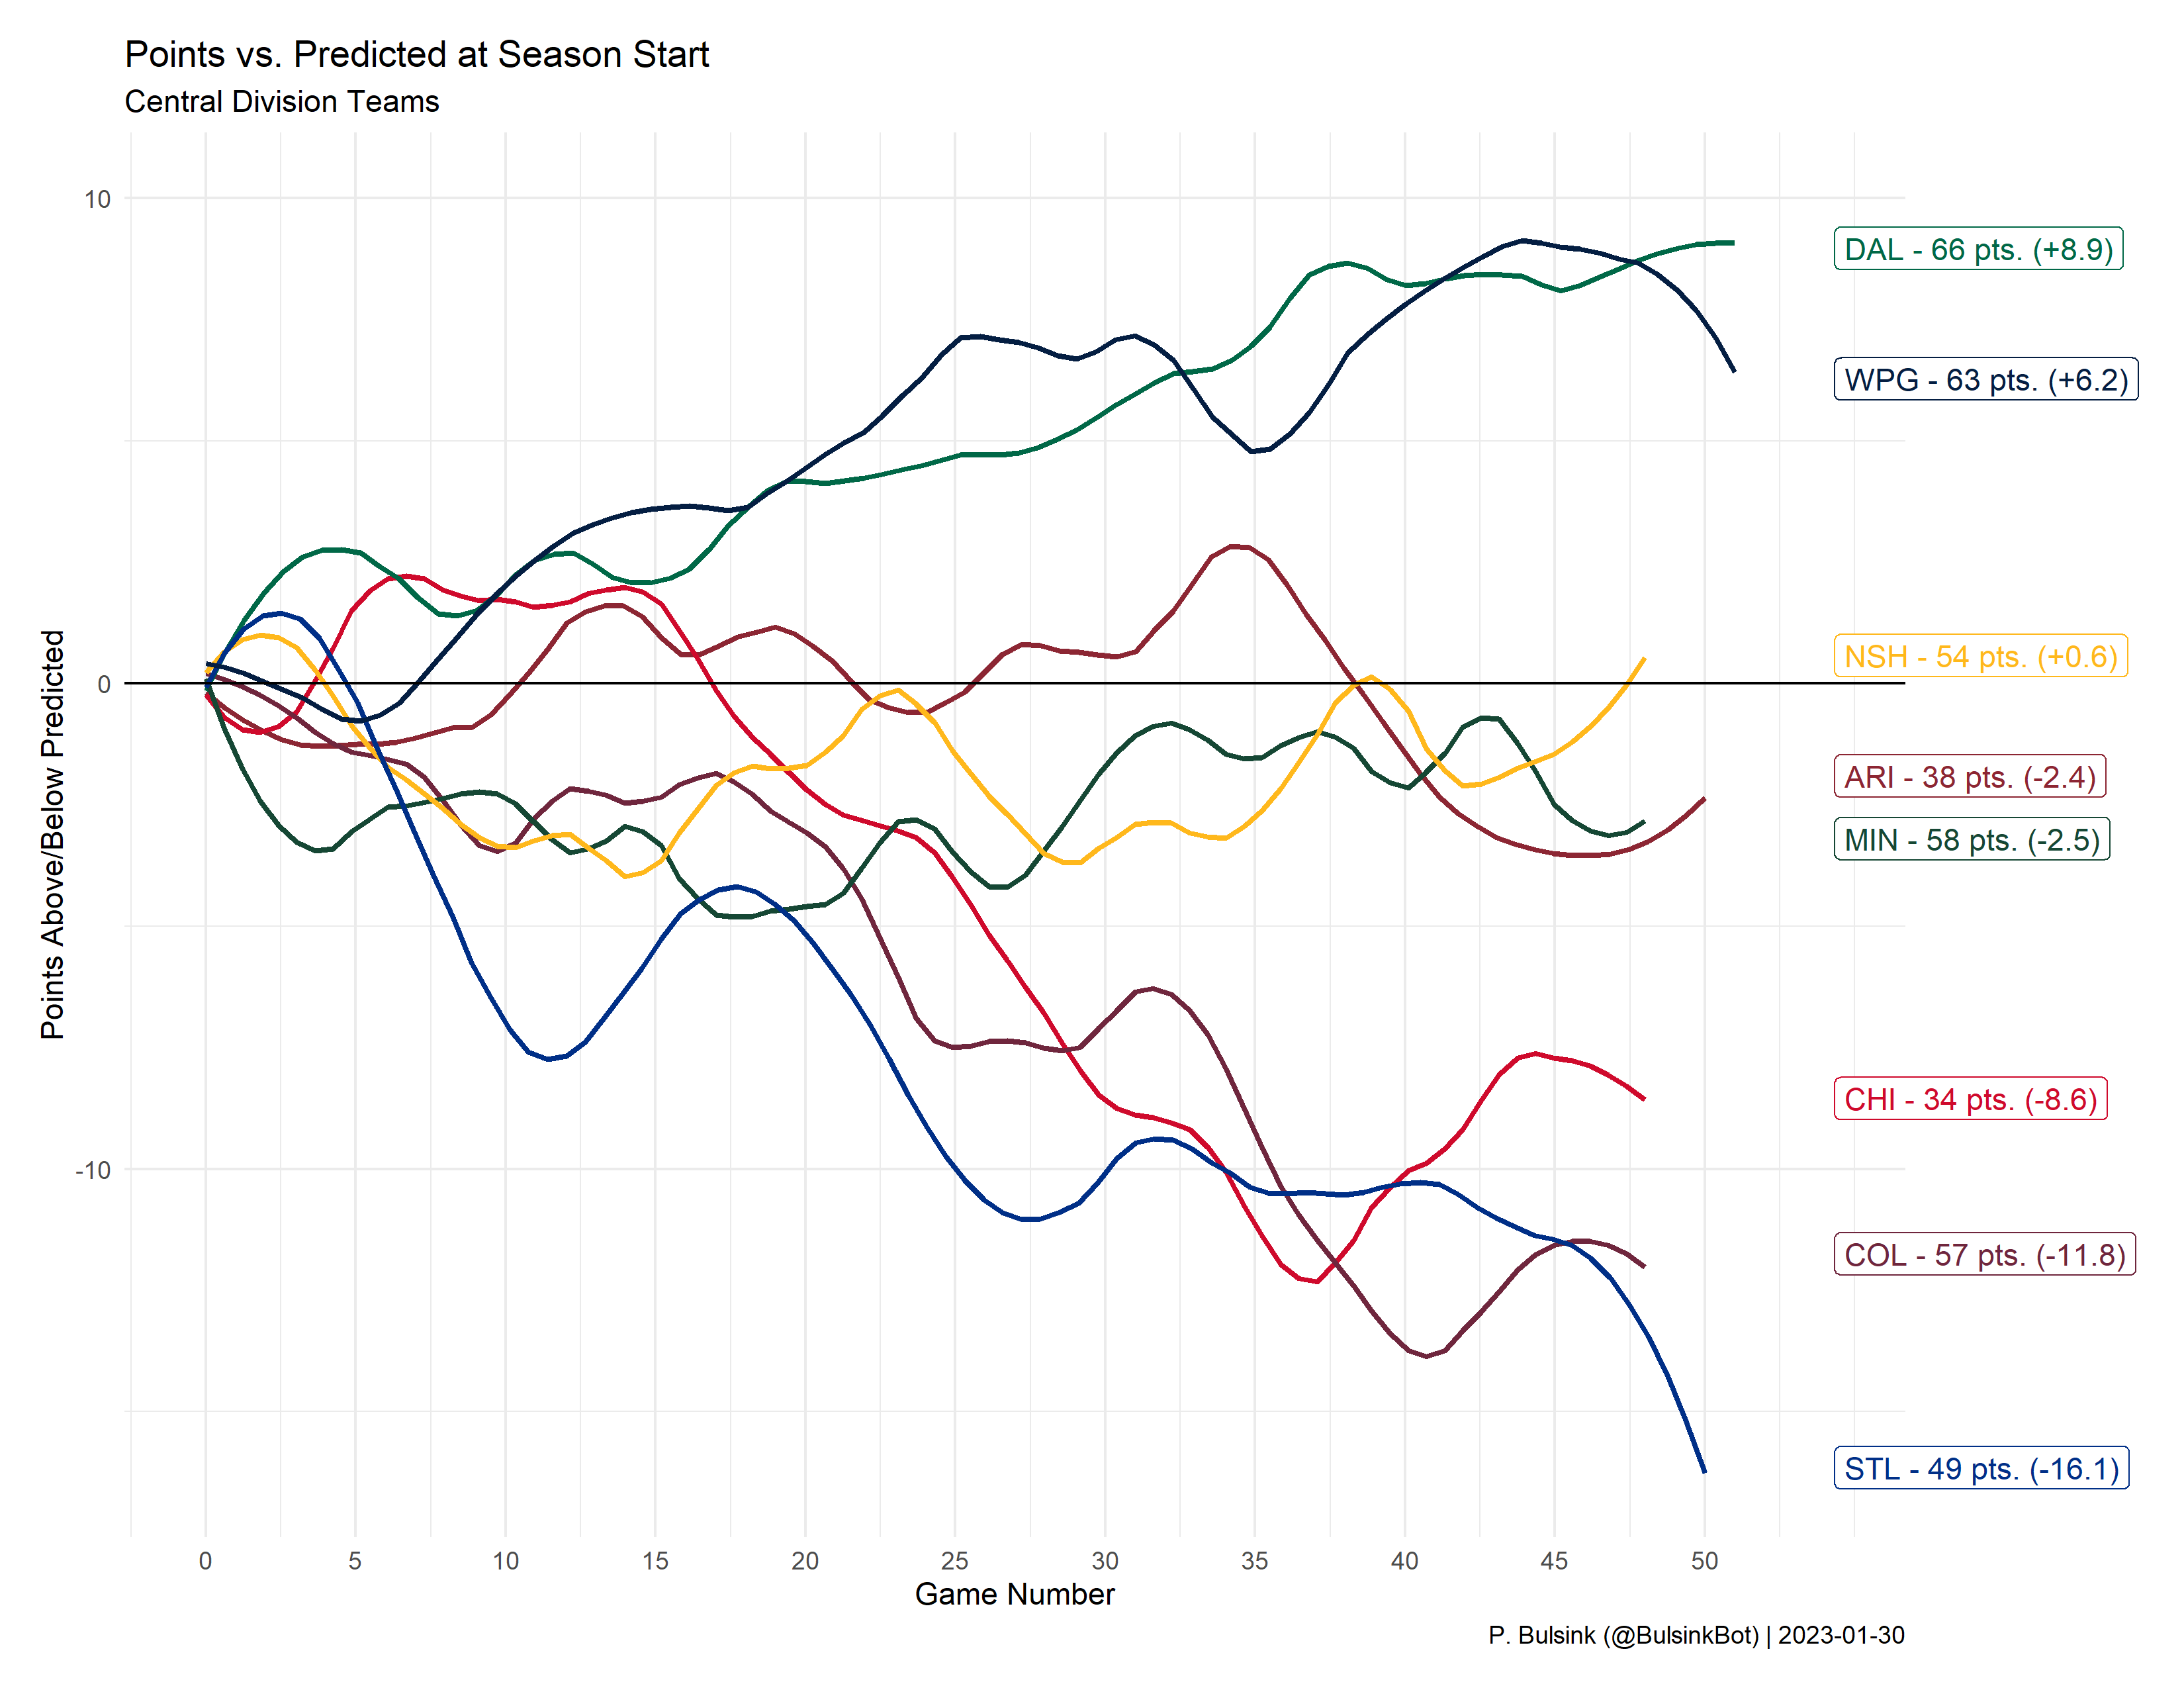 Points vs. Predicted at Season Start
Central Division Teams
Points Above/Below Predicted
10
0
-10
DAL - 66 pts. (+8.9)
WPG - 63 pts. (+6.2)
NSH - 54 pts. (+0.6)
ARI - 38 pts. (-2.4)
MIN - 58 pts. (-2.5)
CHI - 34 pts. (-8.6)
COL - 57 pts. (-11.8)
STL - 49 pts. (-16.1)
0 5 10 15 20 25 30 35 40 45 50
Game Number
P. Bulsink (@BulsinkBot) | 2023-01-30